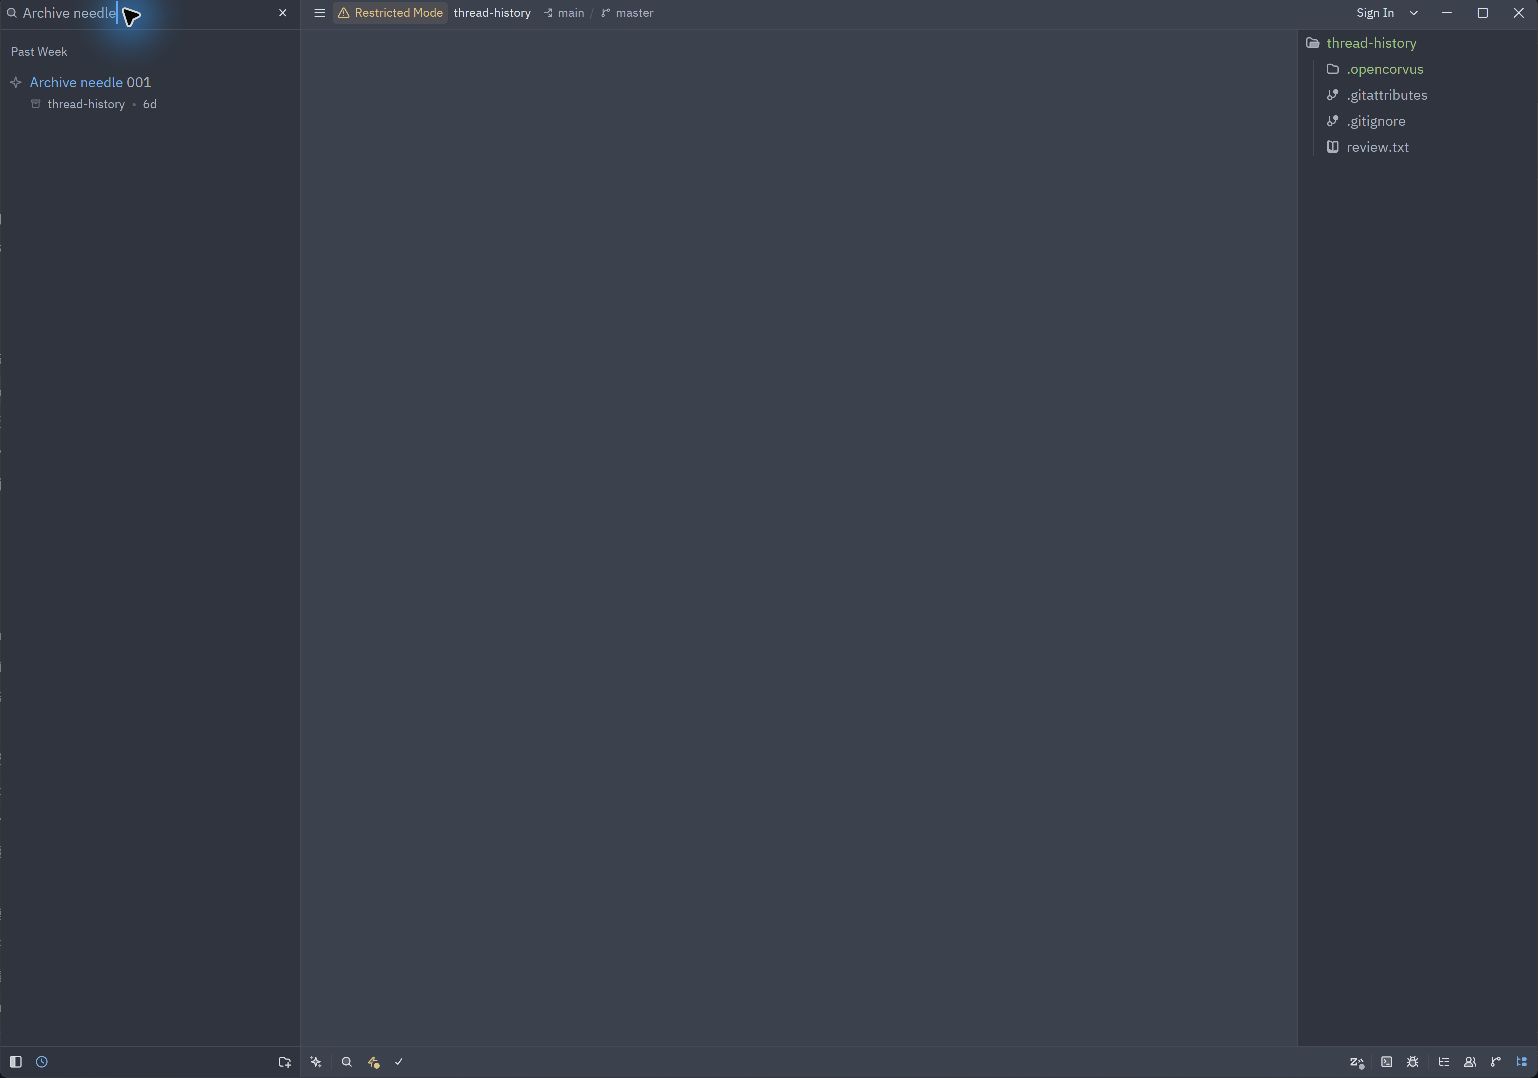 Archive needle
Past Week
Archive needle 001
thread-history • 6d
Restricted Mode thread-history main / master
Sign In
thread-history
.opencorvus
.gitattributes
.gitignore
review.txt